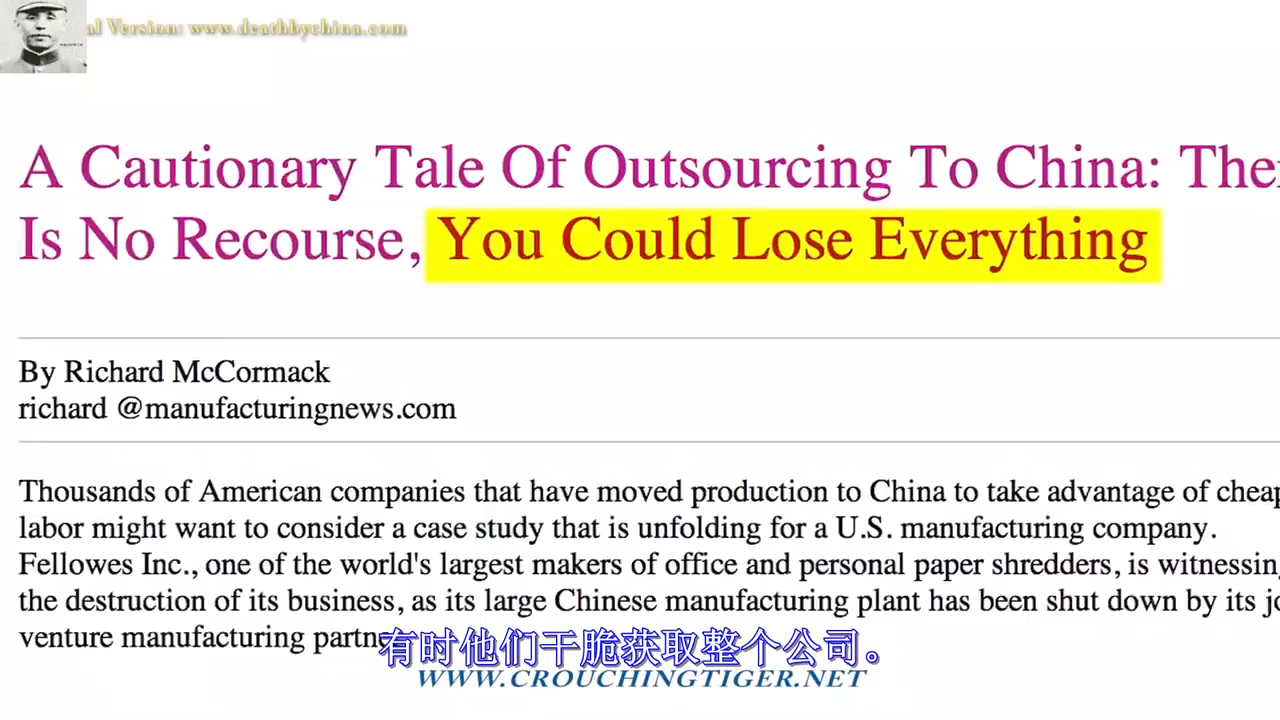 al Version: www.deathbychina.com
A Cautionary Tale Of Outsourcing To China: The
Is No Recourse, You Could Lose Everything
By Richard McCormack
richard @manufacturingnews.com
Thousands of American companies that have moved production to China to take advantage of cheap
labor might want to consider a case study that is unfolding for a U.S. manufacturing company.
Fellowes Inc., one of the world's largest makers of office and personal paper shredders, is witnessing
the destruction of its business, as its large Chinese manufacturing plant has been shut down by its jo
venture manufacturing partne
有时他们干脆获取整个公司。
WWW.CROUCHINGTIGER.NET